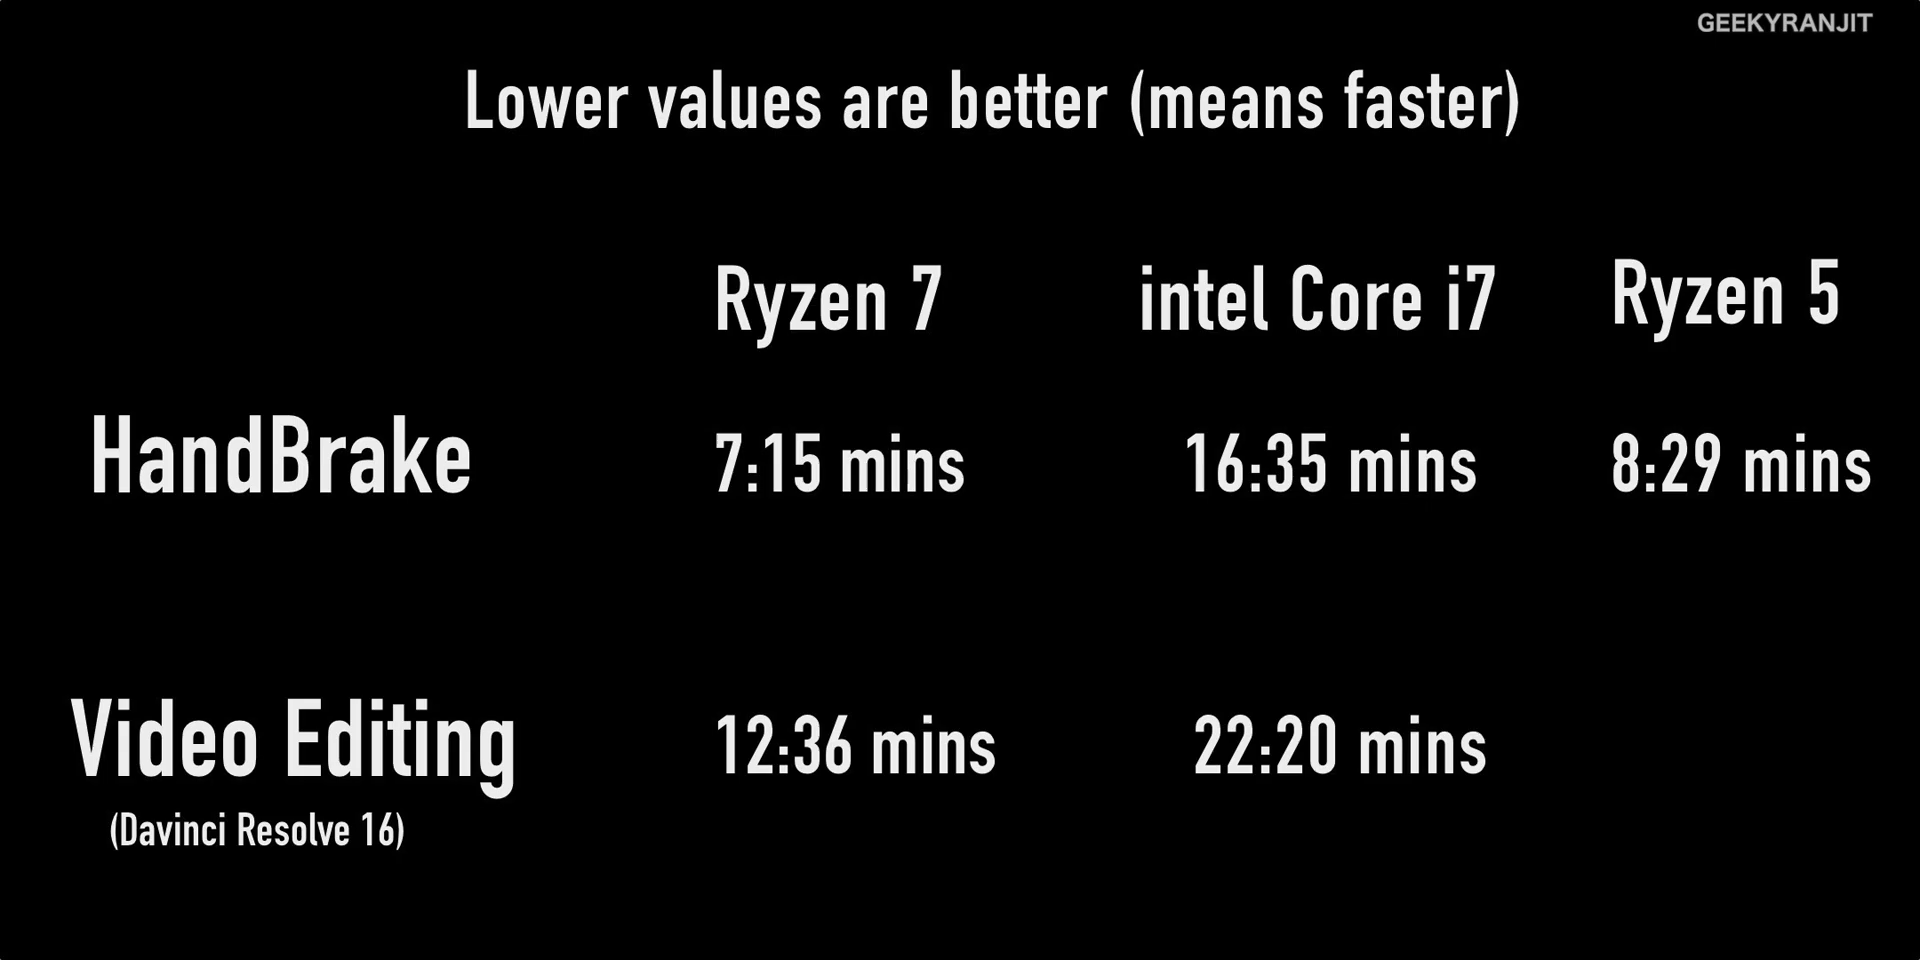 GEEKYRANJIT
Lower values are better (means faster)
Ryzen 7 intel Core i7 Ryzen 5
HandBrake 7:15 mins 16:35 mins 8:29 mins
Video Editing 12:36 mins 22:20 mins
(Davinci Resolve 16)